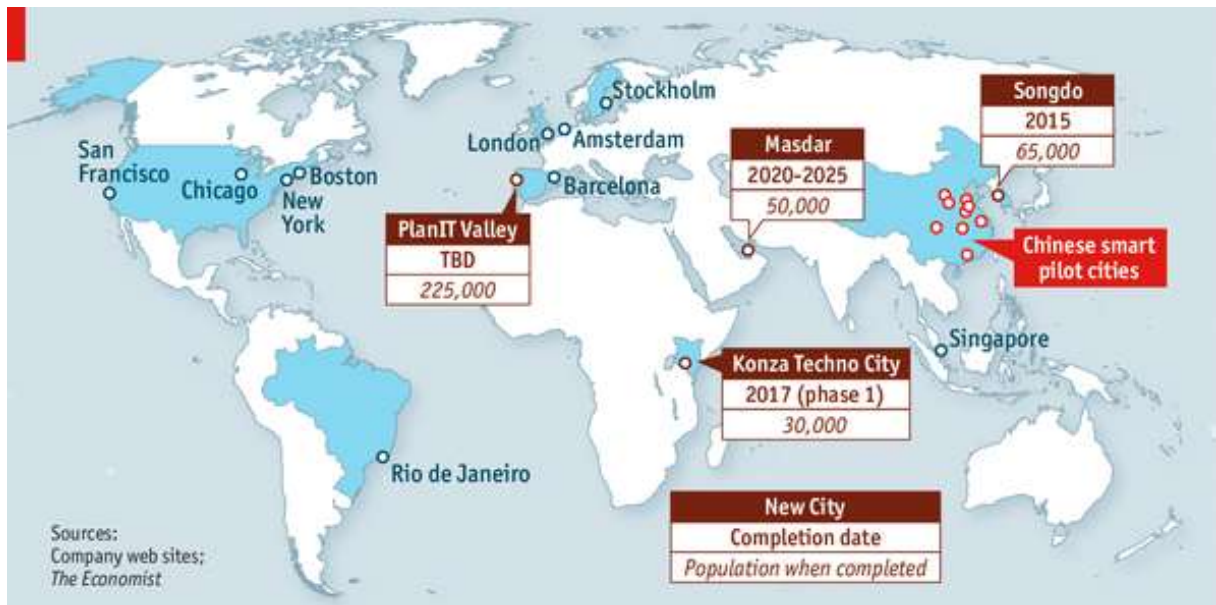 Stockholm
London
Amsterdam
San
Francisco
Chicago
Boston
New
York
Barcelona
PlanIT Valley
TBD
225,000
Masdar
2020-2025
50,000
Songdo
2015
65,000
Chinese smart
pilot cities
Singapore
Konza Techno City
2017 (phase 1)
30,000
Rio de Janeiro
New City
Completion date
Population when completed
Sources:
Company web sites;
The Economist